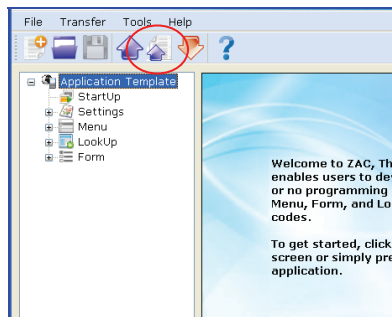 File Transfer Tools Help
Application Template
StartUp
Settings
Menu
LookUp
Form
Welcome to ZAC, Th
enables users to de
or no programming
Menu, Form, and Lo
codes.
To get started, click
screen or simply pre
application.